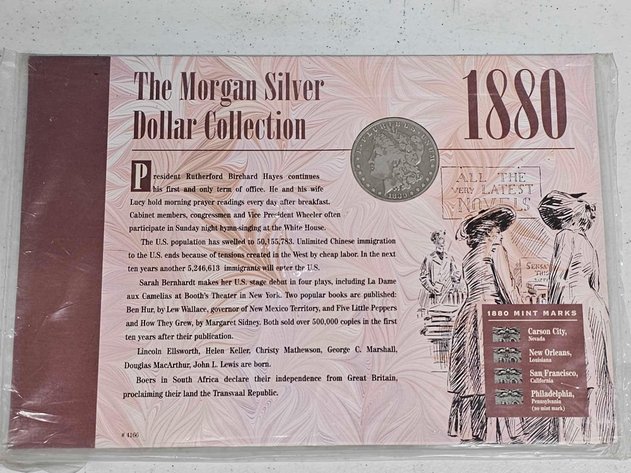 The Morgan Silver
Dollar Collection
1880
President Rutherford Birchard Hayes continues
his first and only term of office. He and his wife
Lucy hold morning prayer readings every day after breakfast.
Cabinet members, congressmen and Vice President Wheeler often
participate in Sunday night hymn-singing at the White House.
The U.S. population has swelled to 50,155,783. Unlimited Chinese immigration
to the U.S. ends because of tensions created in the West by cheap labor. In the next
ten years another 5,246,613 immigrants will enter the U.S.
Sarah Bernhardt makes her U.S. stage debut in four plays, including La Dame
aux Camelias at Booth's Theater in New York. Two popular books are published:
Ben Hur, by Lew Wallace, governor of New Mexico Territory, and Five Little Peppers
and How They Grew, by Margaret Sidney. Both sold over 500,000 copies in the first
ten years after their publication.
Lincoln Ellsworth, Helen Keller, Christy Mathewson, George C. Marshall,
Douglas MacArthur, John L. Lewis are born.
Boers in South Africa declare their independence from Great Britain,
proclaiming their land the Transvaal Republic.
# 4166
1880
ALL THE
VERY LATEST
NOVELS
1880 MINT MARKS
Carson City,
Nevada
New Orleans,
Louisiana
San Francisco,
California
Philadelphia,
Pennsylvania
(no mint mark)